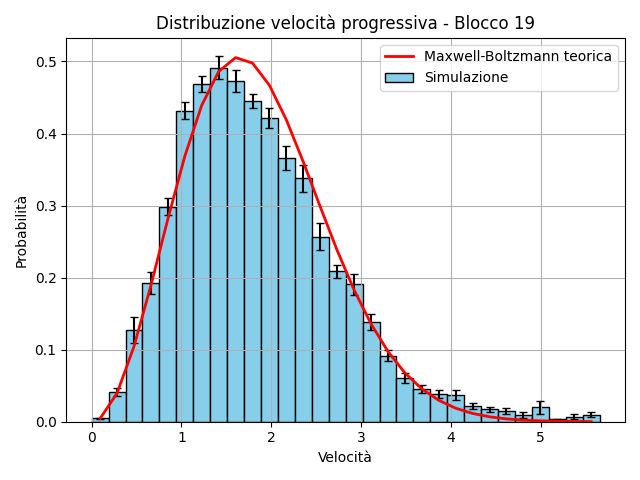 Distribuzione velocità progressiva - Blocco 19
Maxwell-Boltzmann teorica
Simulazione
Probabilità
0.5
0.4
0.3
0.2
0.1
0.0
0 1 2 3 4 5
Velocità